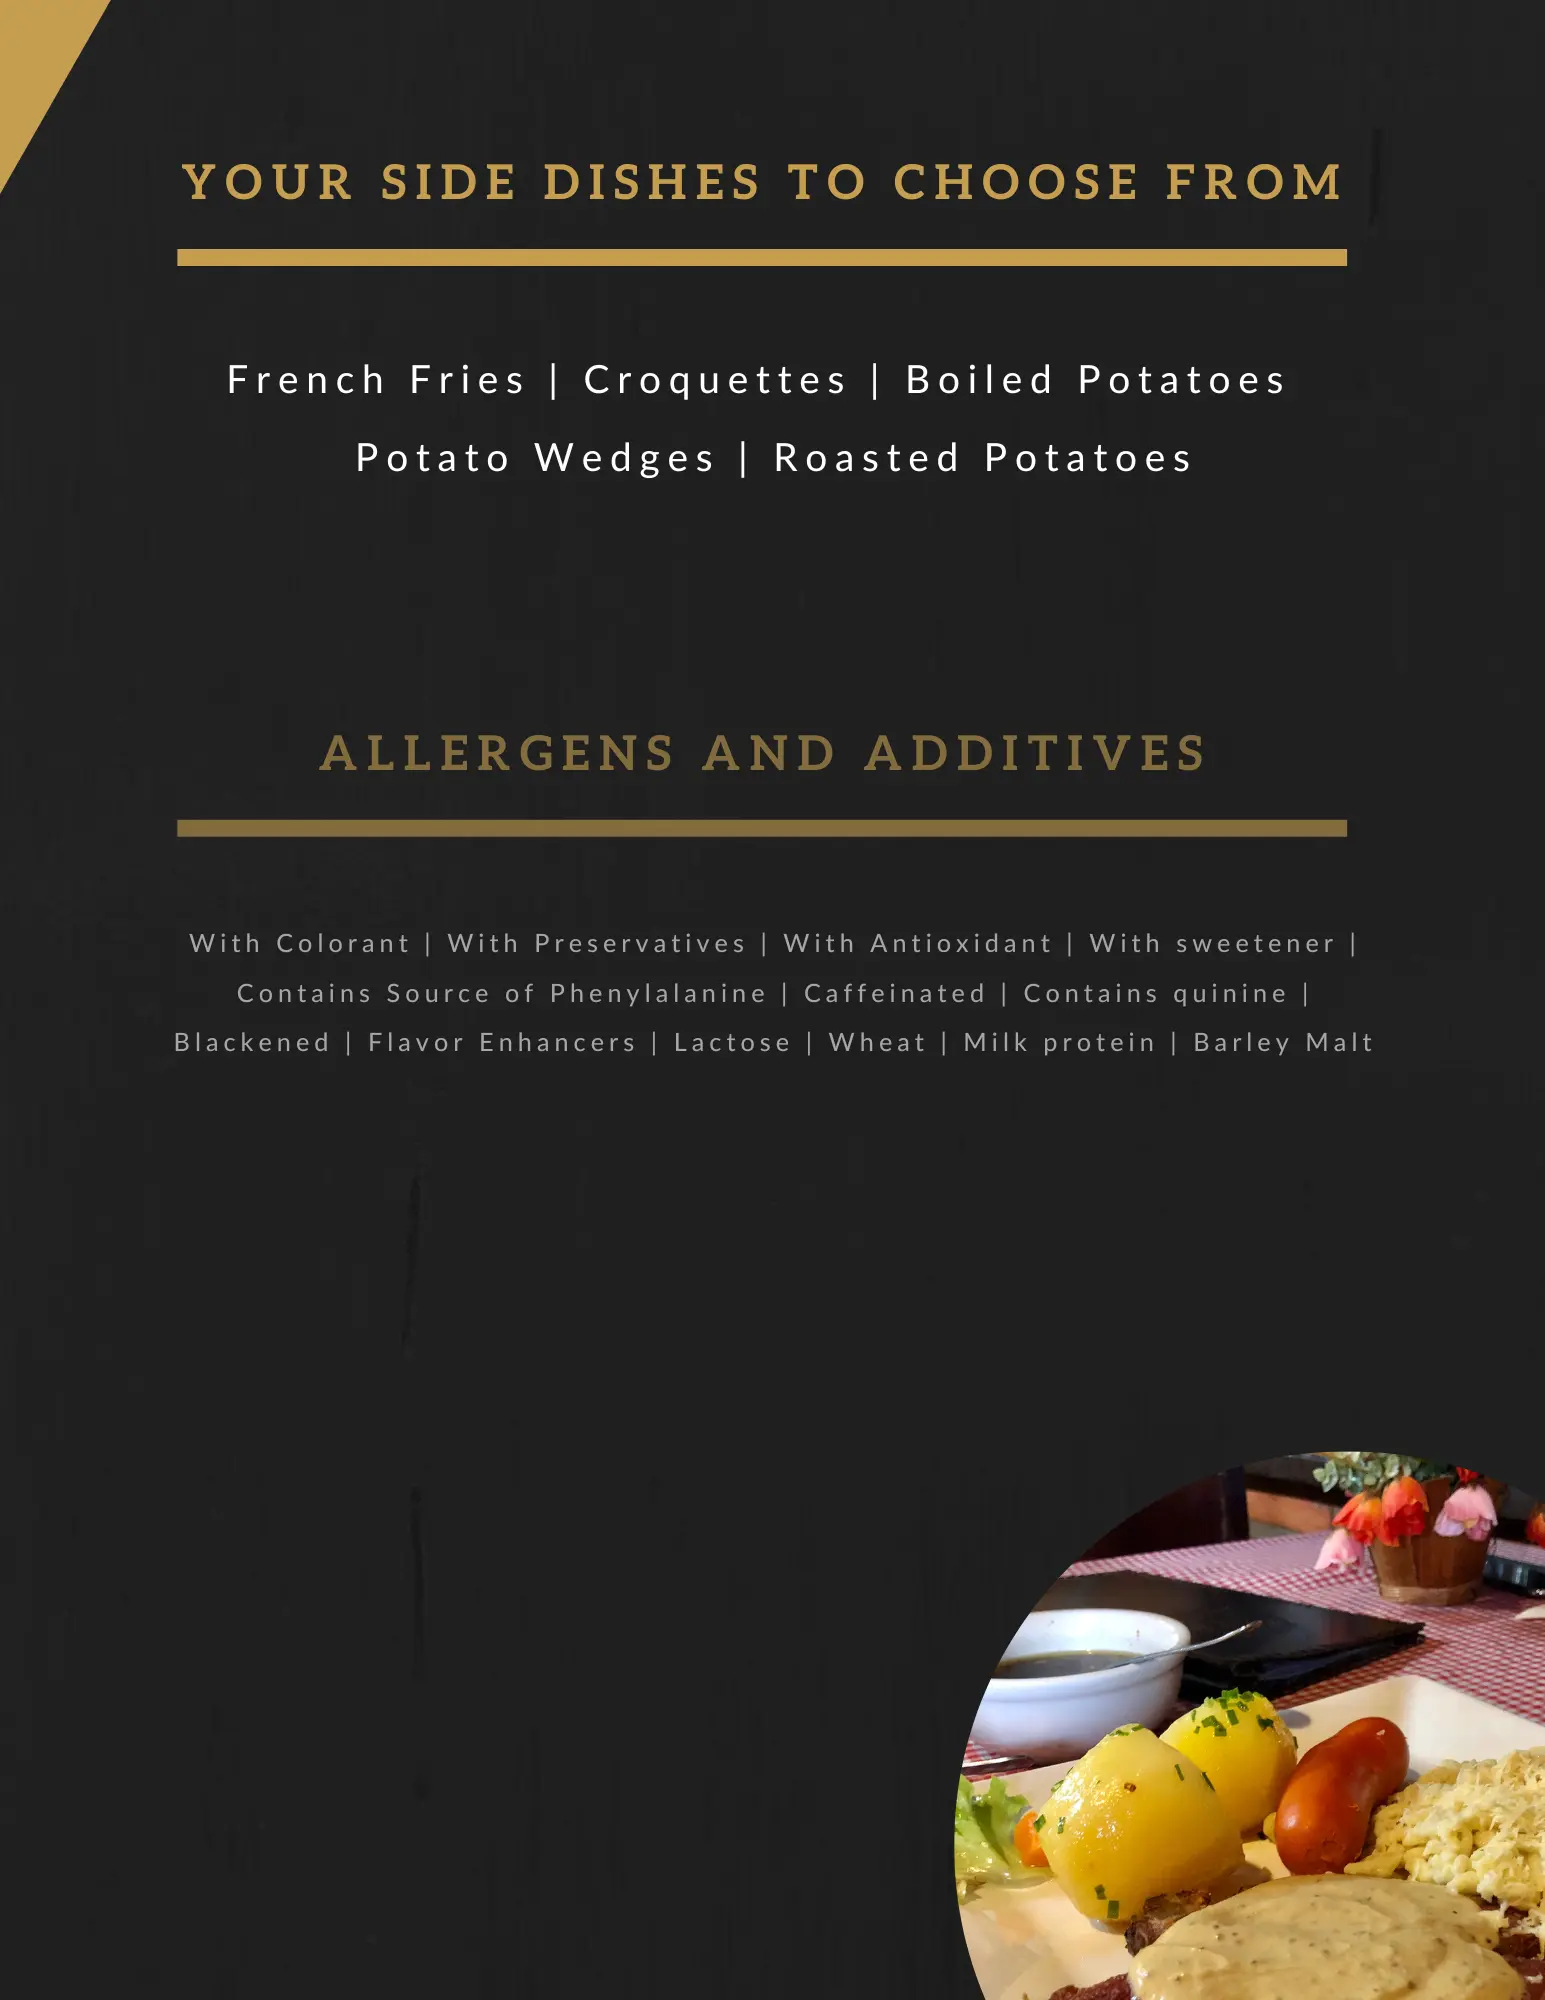 YOUR SIDE DISHES TO CHOOSE FROM
French Fries | Croquettes | Boiled Potatoes
Potato Wedges | Roasted Potatoes
ALLERGENS AND ADDITIVES
With Colorant | With Preservatives | With Antioxidant | With sweetener |
Contains Source of Phenylalanine | Caffeinated | Contains quinine |
Blackened | Flavor Enhancers | Lactose | Wheat | Milk protein | Barley Malt